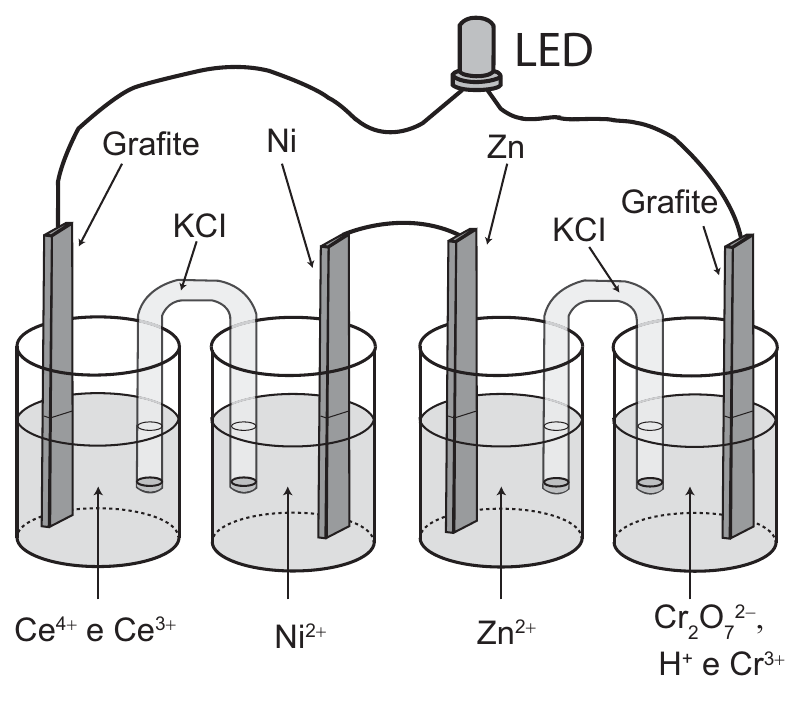 LED
Grafite
Ni
Zn
Grafite
KCl
KCl
Ce⁴⁺ e Ce³⁺
Ni²⁺
Zn²⁺
Cr₂O₇²⁻,
H⁺ e Cr³⁺